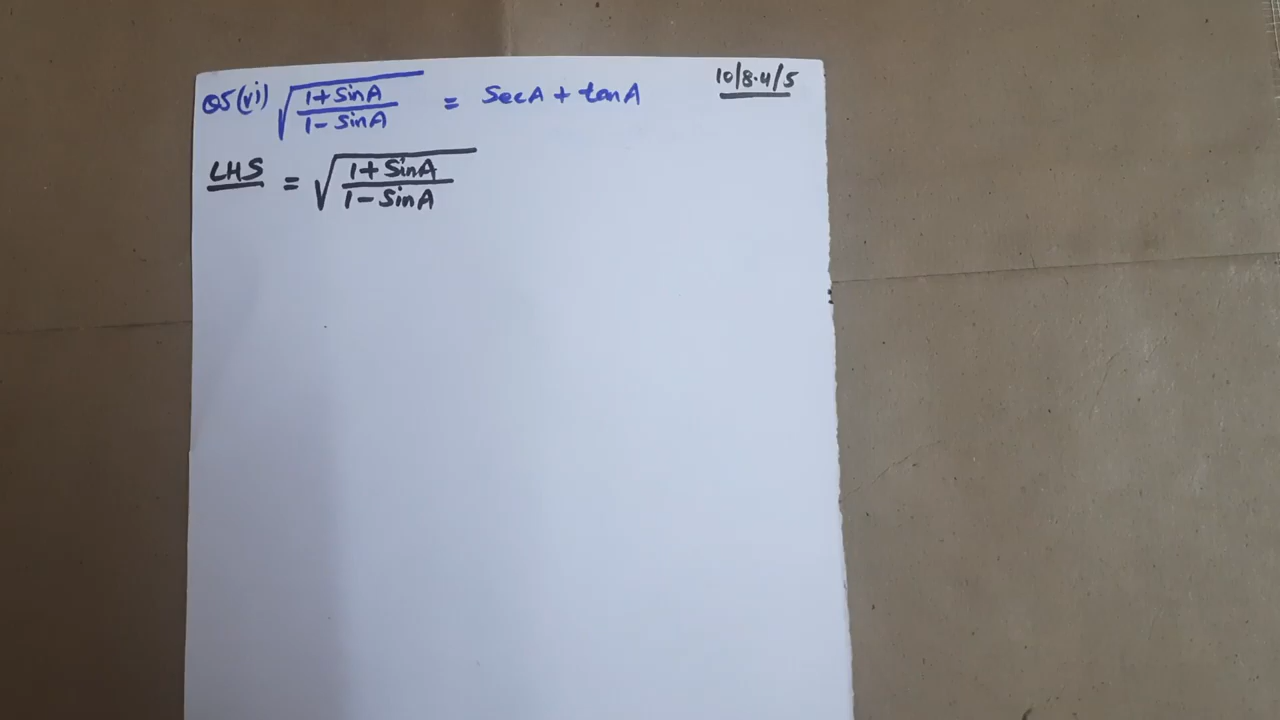 Q5(vi) √((1+SinA)/(1-SinA)) = SecA + tanA
10/8.4/5
LHS = √((1+SinA)/(1-SinA))